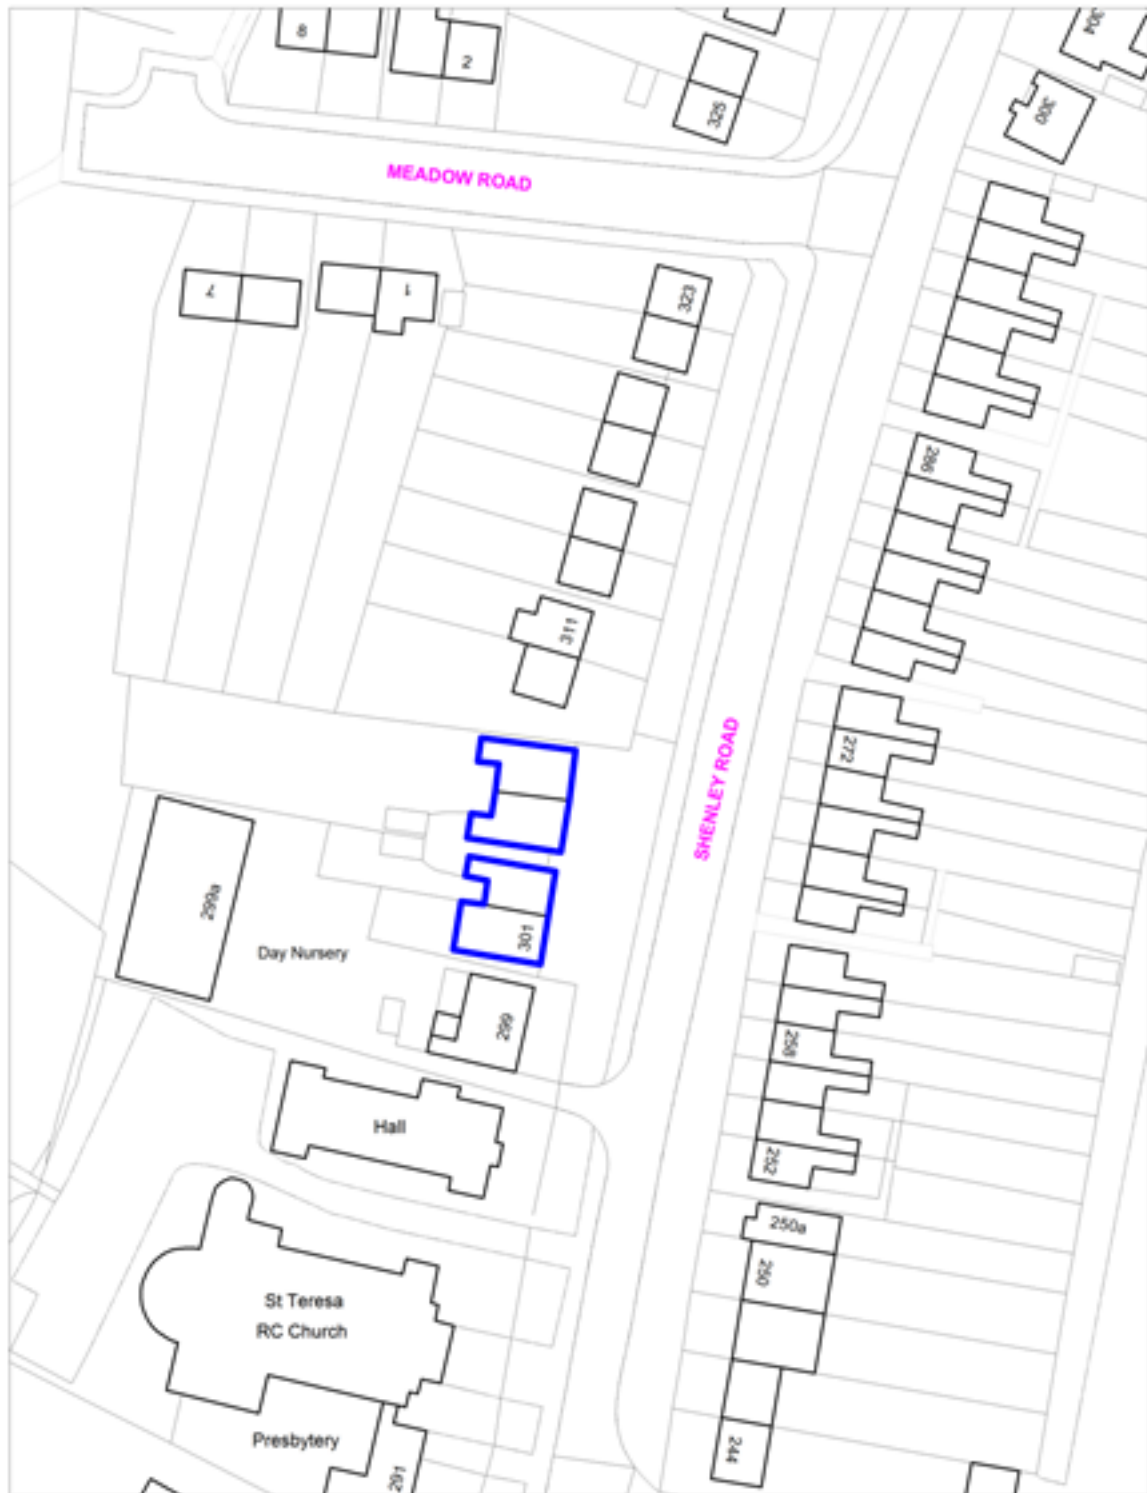 8
2
325
304
300
MEADOW ROAD
7
1
323
286
311
SHENLEY ROAD
272
299a
Day Nursery
301
299
258
Hall
252
250a
250
St Teresa
RC Church
Presbytery
291
244